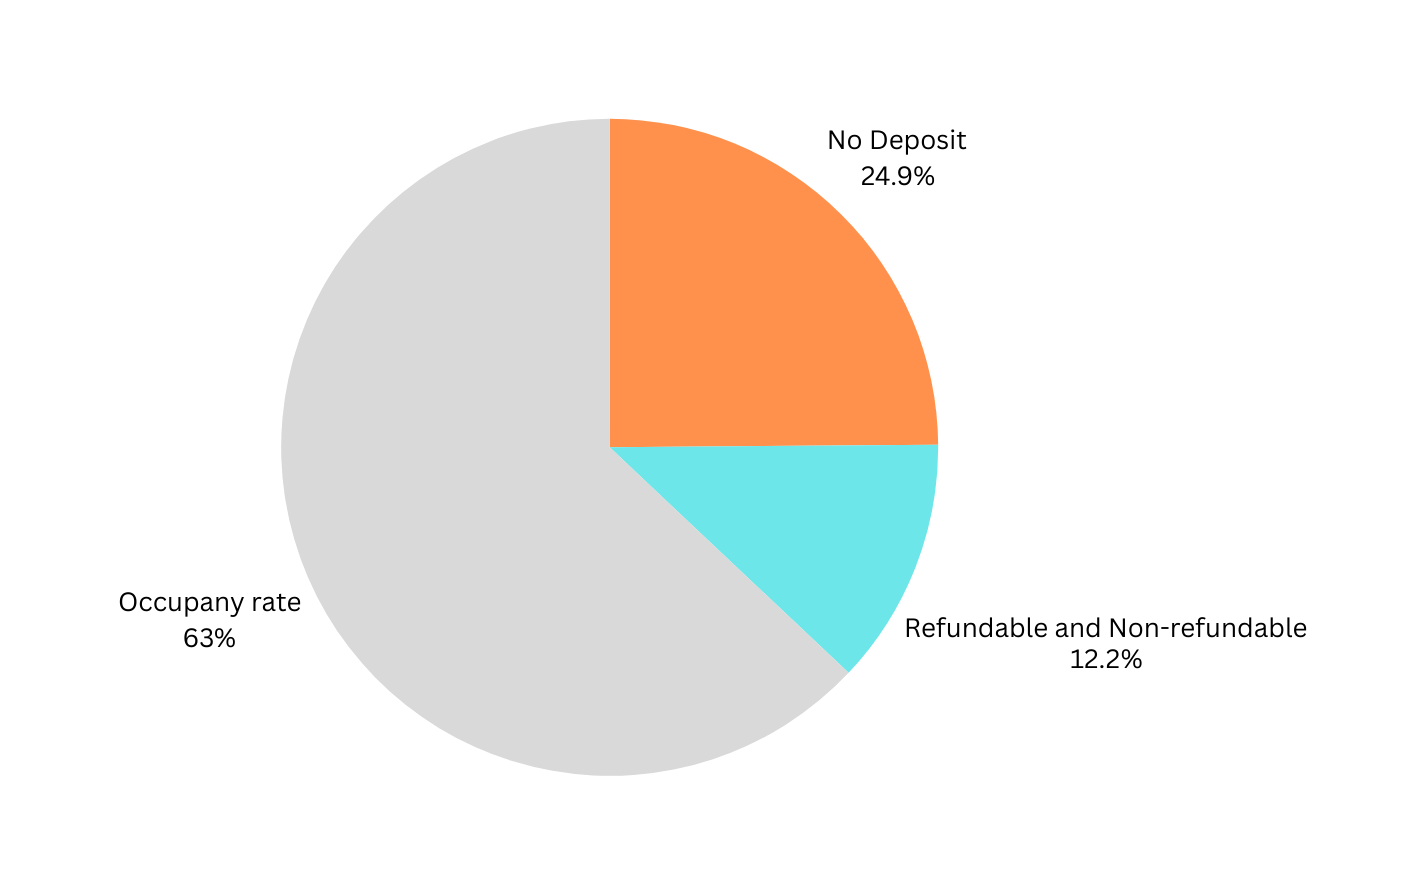 No Deposit
24.9%
Occupany rate
63%
Refundable and Non-refundable
12.2%